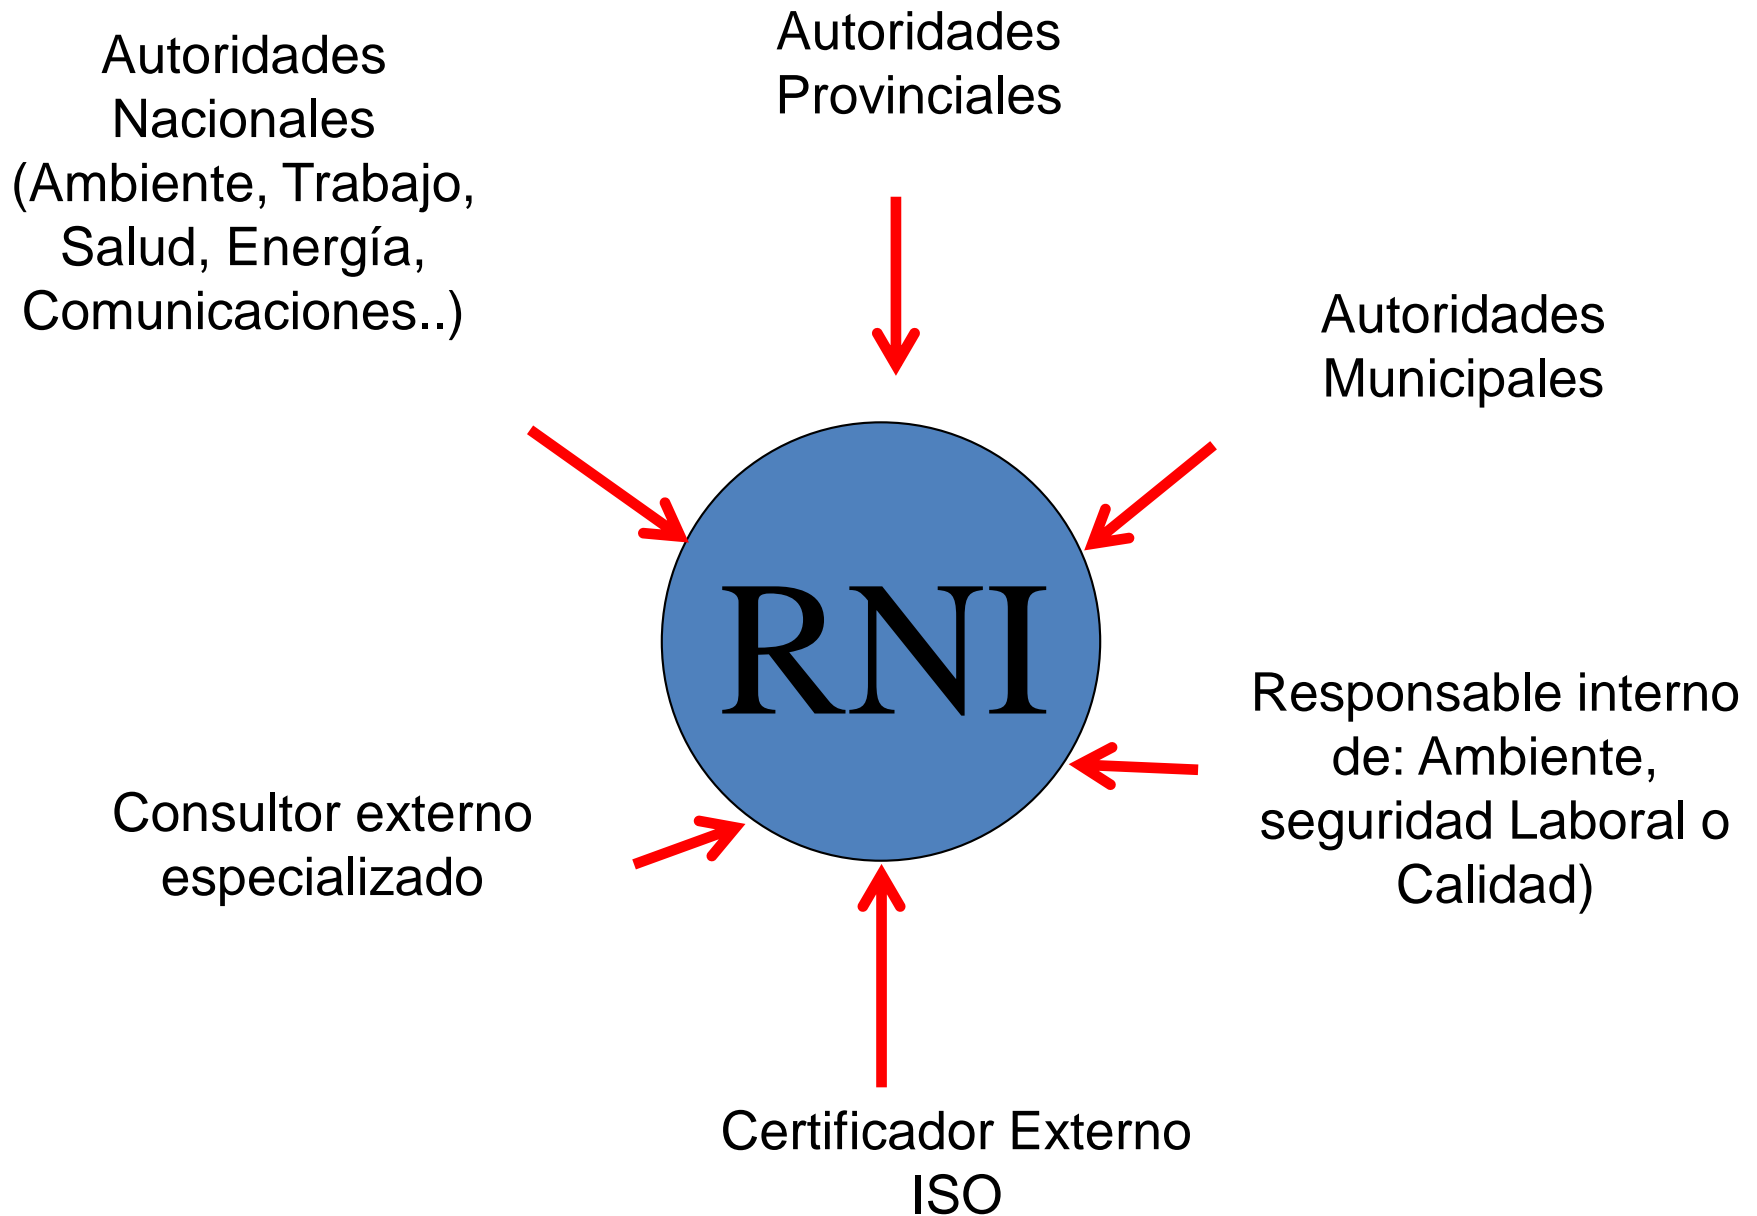 Autoridades
Nacionales
(Ambiente, Trabajo,
Salud, Energía,
Comunicaciones..)
Autoridades
Provinciales
Autoridades
Municipales
RNI
Responsable interno
de: Ambiente,
seguridad Laboral o
Calidad)
Consultor externo
especializado
Certificador Externo
ISO